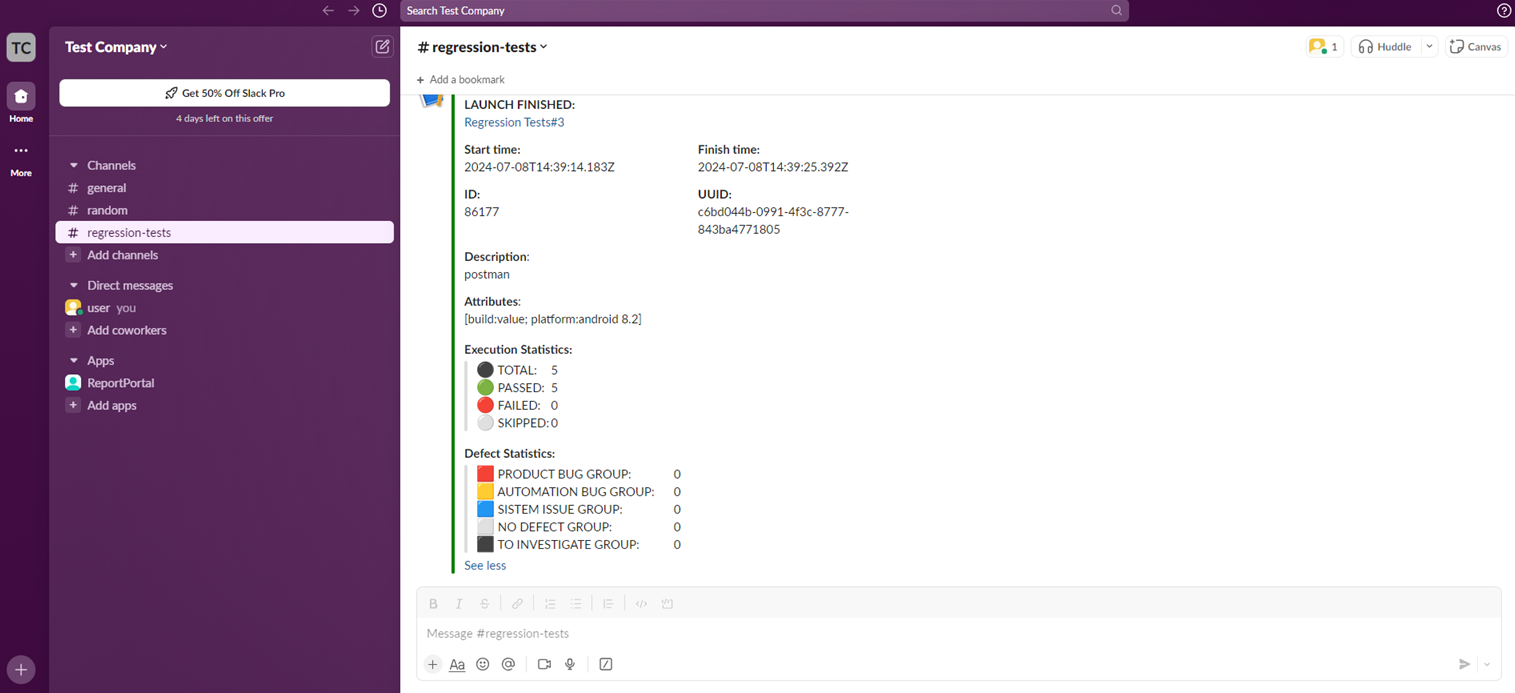 Search Test Company
TC
Home
More
Test Company
Get 50% Off Slack Pro
4 days left on this offer
Channels
# general
# random
# regression-tests
+ Add channels
Direct messages
user you
+ Add coworkers
Apps
ReportPortal
+ Add apps
# regression-tests
1
Huddle
Canvas
+ Add a bookmark
LAUNCH FINISHED:
Regression Tests#3
Start time: Finish time:
2024-07-08T14:39:14.183Z 2024-07-08T14:39:25.392Z
ID: UUID:
86177 c6bd044b-0991-4f3c-8777-
843ba4771805
Description:
postman
Attributes:
[build:value; platform:android 8.2]
Execution Statistics:
TOTAL: 5
PASSED: 5
FAILED: 0
SKIPPED: 0
Defect Statistics:
PRODUCT BUG GROUP: 0
AUTOMATION BUG GROUP: 0
SISTEM ISSUE GROUP: 0
NO DEFECT GROUP: 0
TO INVESTIGATE GROUP: 0
See less
B I S
Message #regression-tests
+ Aa @